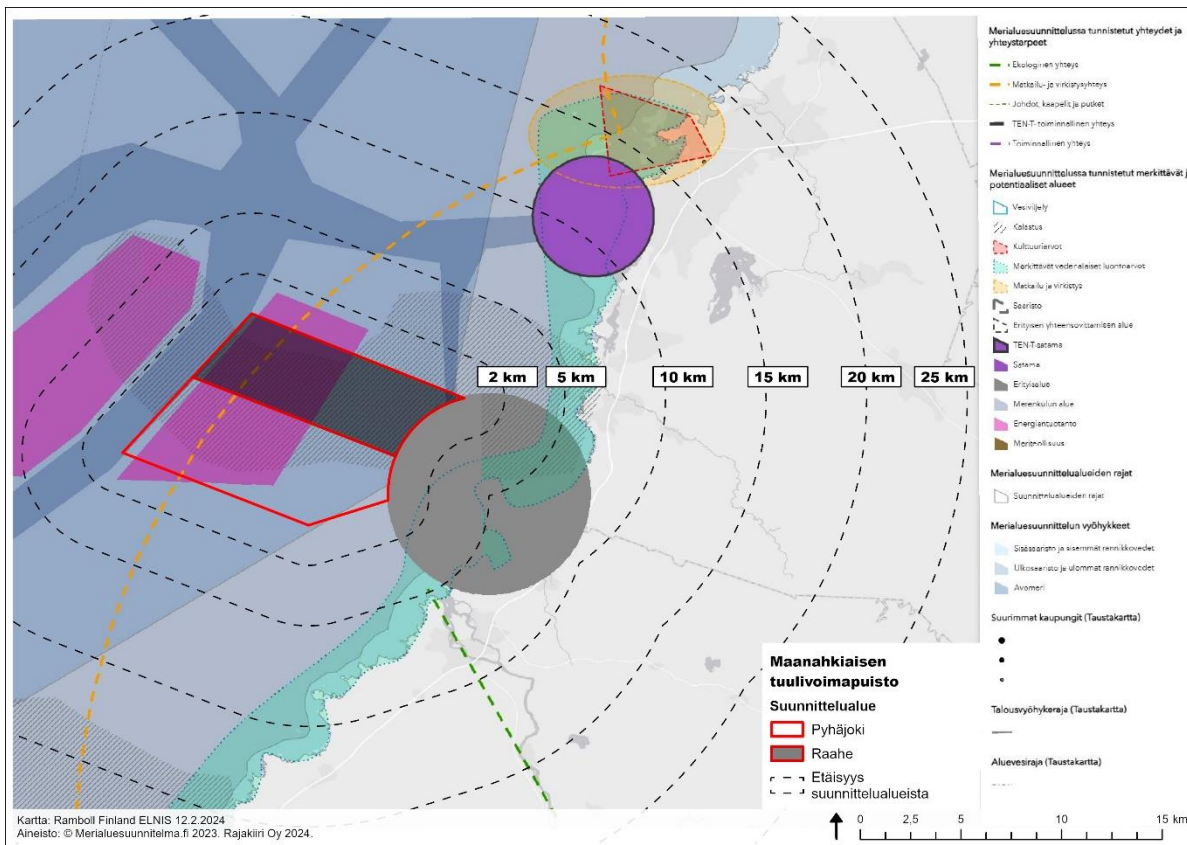 Merialuesuunnittelussa tunnistetut yhteydet ja
yhteystarpeet
Ekologinen yhteys
Matkailu- ja virkistysyhteys
Johdot, kaapelit ja putket
TEN-T- toiminnallinen yhteys
Toiminnallinen yhteys
Merialuesuunnittelussa tunnistetut merkittävät ja
potentiaaliset alueet
Vesiviljely
Kalastus
Kulttuuriarvot
Merkittävät vedenalaiset luontoarvot
Matkailu ja virkistys
Saaristo
Erityisen yhteensovittamisen alue
TEN-T-satama
Satama
Erityisalue
Merenkulun alue
Energiantuotanto
Meriteollisuus
Merialuesuunnittelualueiden rajat
Suunnittelualueiden rajat
Merialuesuunnittelun vyöhykkeet
Sisäsaaristo ja sisemmät rannikkovedet
Ulkosaaristo ja ulommat rannikkovedet
Avomeri
Suurimmat kaupungit (Taustakartta)
Talousvyöhykeraja (Taustakartta)
Aluevesiraja (Taustakartta)
2 km
5 km
10 km
15 km
20 km
25 km
Maanahkiaisen
tuulivoimapuisto
Suunnittelualue
Pyhäjoki
Raahe
Etäisyys
suunnittelualueista
0 2,5 5 10 15 km
Kartta: Ramboll Finland ELNIS 12.2.2024
Aineisto: © Merialuesuunnitelma.fi 2023. Rajakiiri Oy 2024.